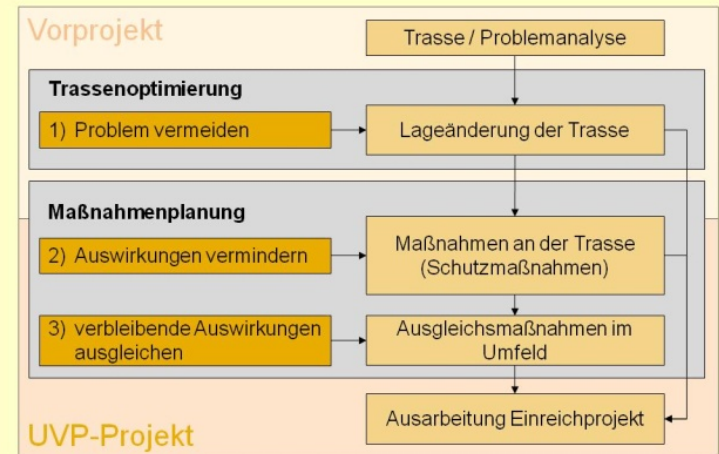 Vorprojekt
Trasse / Problemanalyse
Trassenoptimierung
1) Problem vermeiden
Lageänderung der Trasse
Maßnahmenplanung
2) Auswirkungen vermindern
Maßnahmen an der Trasse
(Schutzmaßnahmen)
3) verbleibende Auswirkungen
ausgleichen
Ausgleichsmaßnahmen im
Umfeld
Ausarbeitung Einreichprojekt
UVP-Projekt